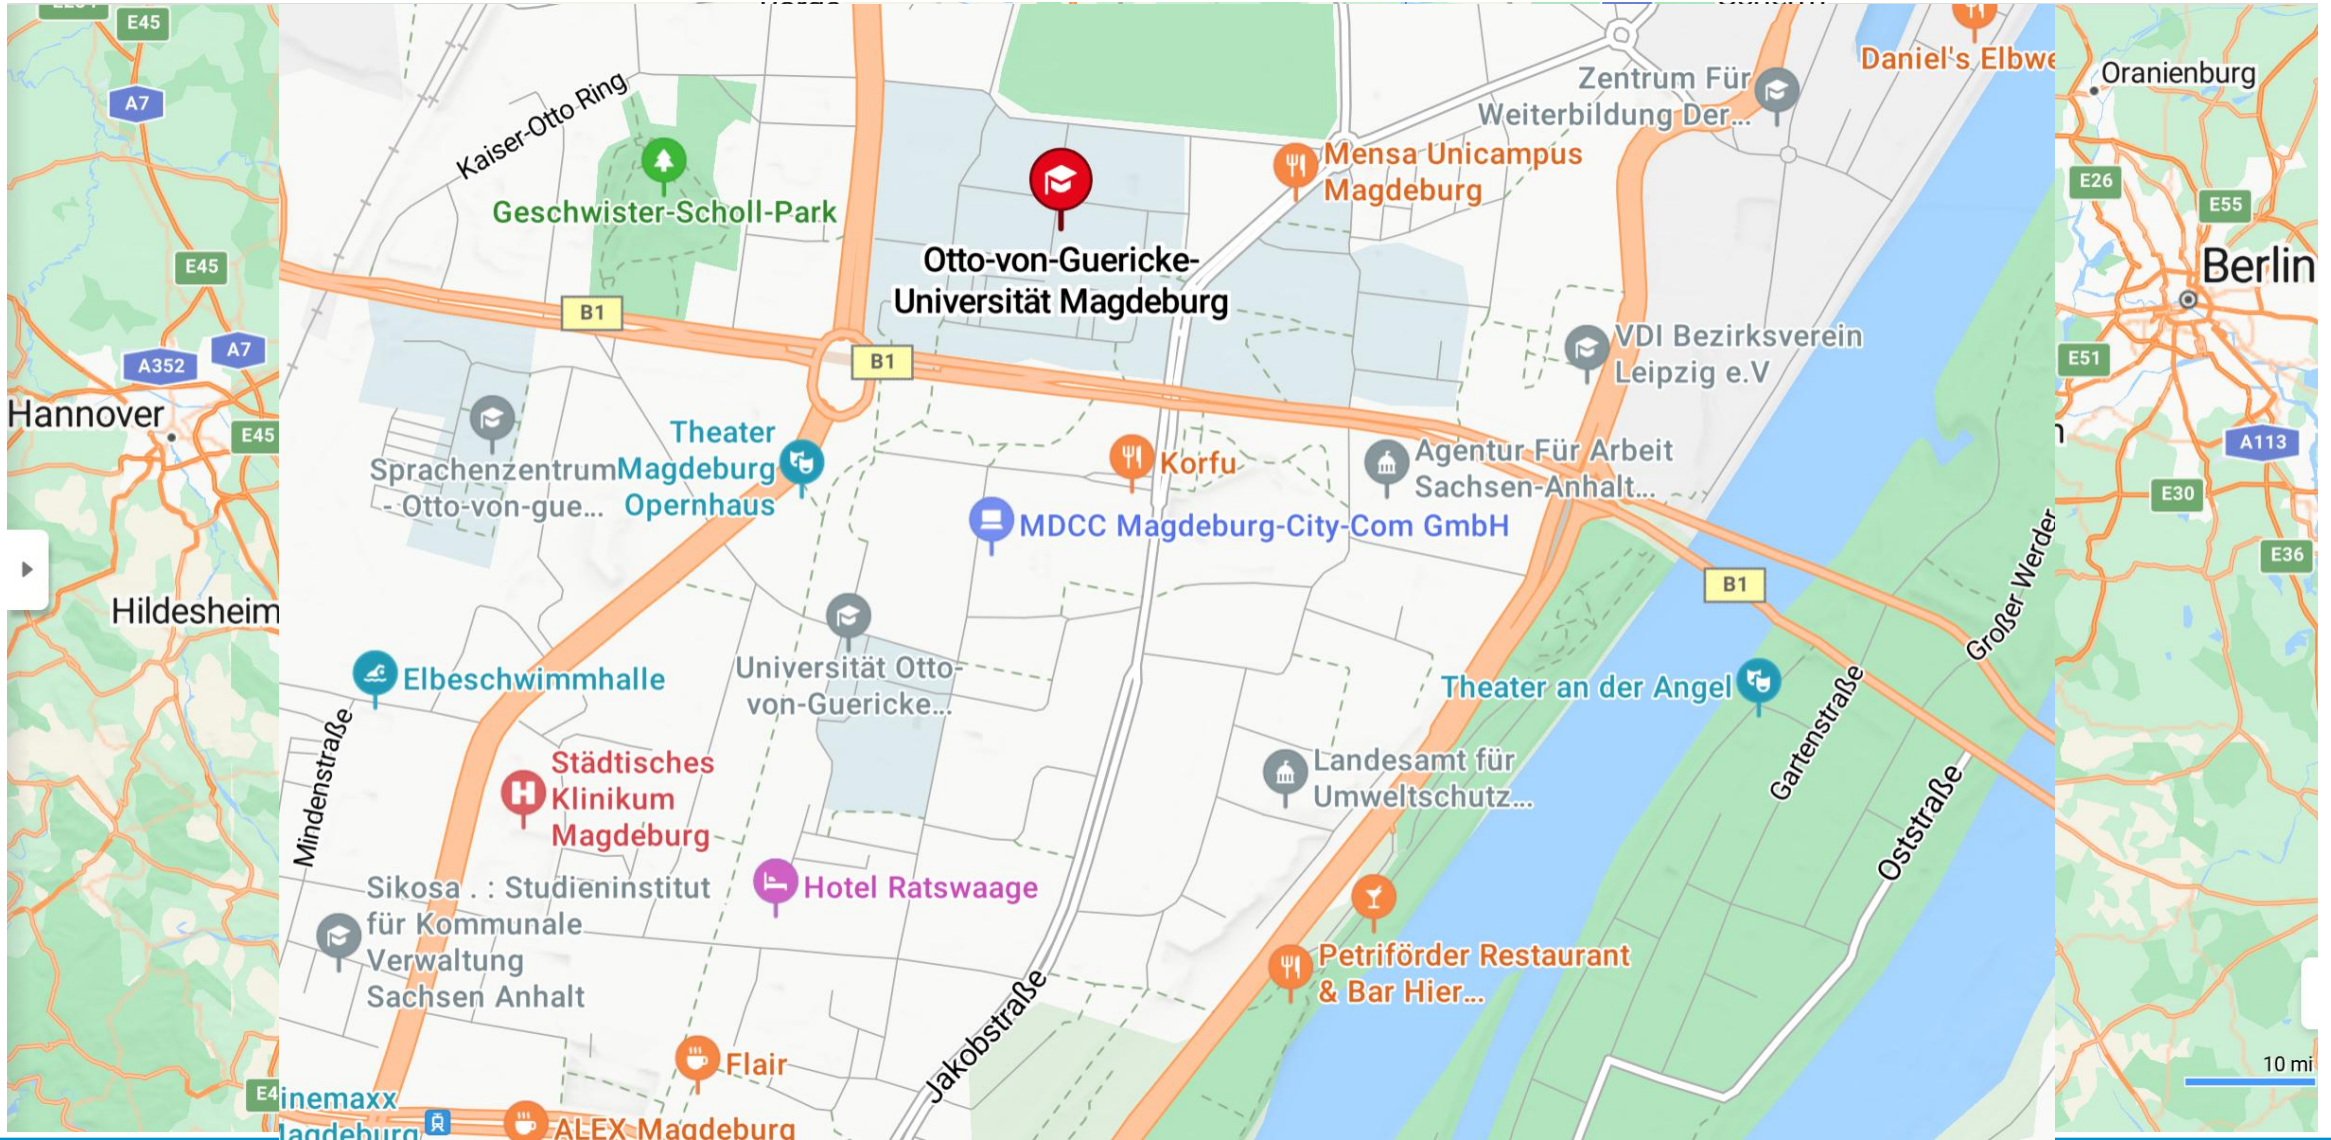 E45
A7
E45
A352
A7
Hannover
E45
Hildesheim
Kaiser-Otto Ring
Geschwister-Scholl-Park
B1
Otto-von-Guericke-
Universität Magdeburg
B1
Mensa Unicampus
Magdeburg
Zentrum Für
Weiterbildung Der...
Daniel's Elbwe
VDI Bezirksverein
Leipzig e.V
Sprachenzentrum
- Otto-von-gue...
Theater
Magdeburg
Opernhaus
Korfu
Agentur Für Arbeit
Sachsen-Anhalt...
MDCC Magdeburg-City-Com GmbH
B1
Großer Werder
Elbeschwimmhalle
Universität Otto-
von-Guericke...
Theater an der Angel
Gartenstraße
Mindenstraße
Städtisches
Klinikum
Magdeburg
Landesamt für
Umweltschutz...
Oststraße
Hotel Ratswaage
Sikosa . : Studieninstitut
für Kommunale
Verwaltung
Sachsen Anhalt
Petriförder Restaurant
& Bar Hier...
Jakobstraße
Flair
E4
inemaxx
Magdeburg
ALEX Magdeburg
Oranienburg
E26
E55
Berlin
E51
A113
E30
E36
10 mi